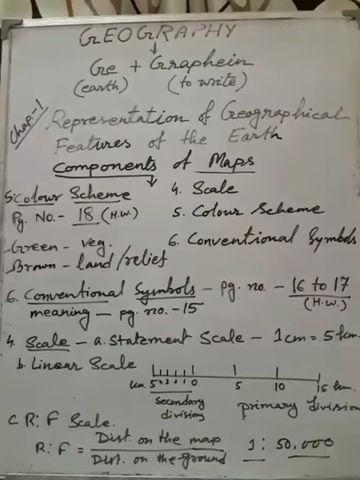 GEOGRAPHY
↓
Ge + Graphein
(earth) (to write)
Chap-1
Representation of Geographical
Features of the Earth
Components of Maps
↓
5. Colour Scheme 4. Scale
Pg. No.- 18 (H.W.) 5. Colour Scheme
-Green - veg. 6. Conventional Symbols
-Brown - land/relief
6. Conventional Symbols - pg. no. - 16 to 17
meaning - pg. no. -15 (H.W.)
4. Scale - a. Statement Scale - 1cm = 5km
b. Linear Scale
km 5 0 5 10 15 km
secondary division primary division
c. R.F Scale.
R.F = Dist. on the map / Dist. on the ground 1 : 50,000